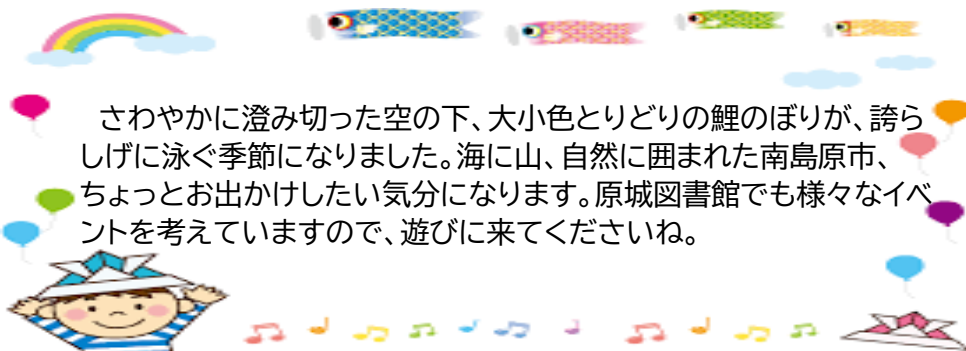 さわやかに澄み切った空の下、大小色とりどりの鯉のぼりが、誇ら
しげに泳ぐ季節になりました。海に山、自然に囲まれた南島原市、
ちょっとお出かけしたい気分になります。原城図書館でも様々なイベ
ントを考えていますので、遊びに来てくださいね。